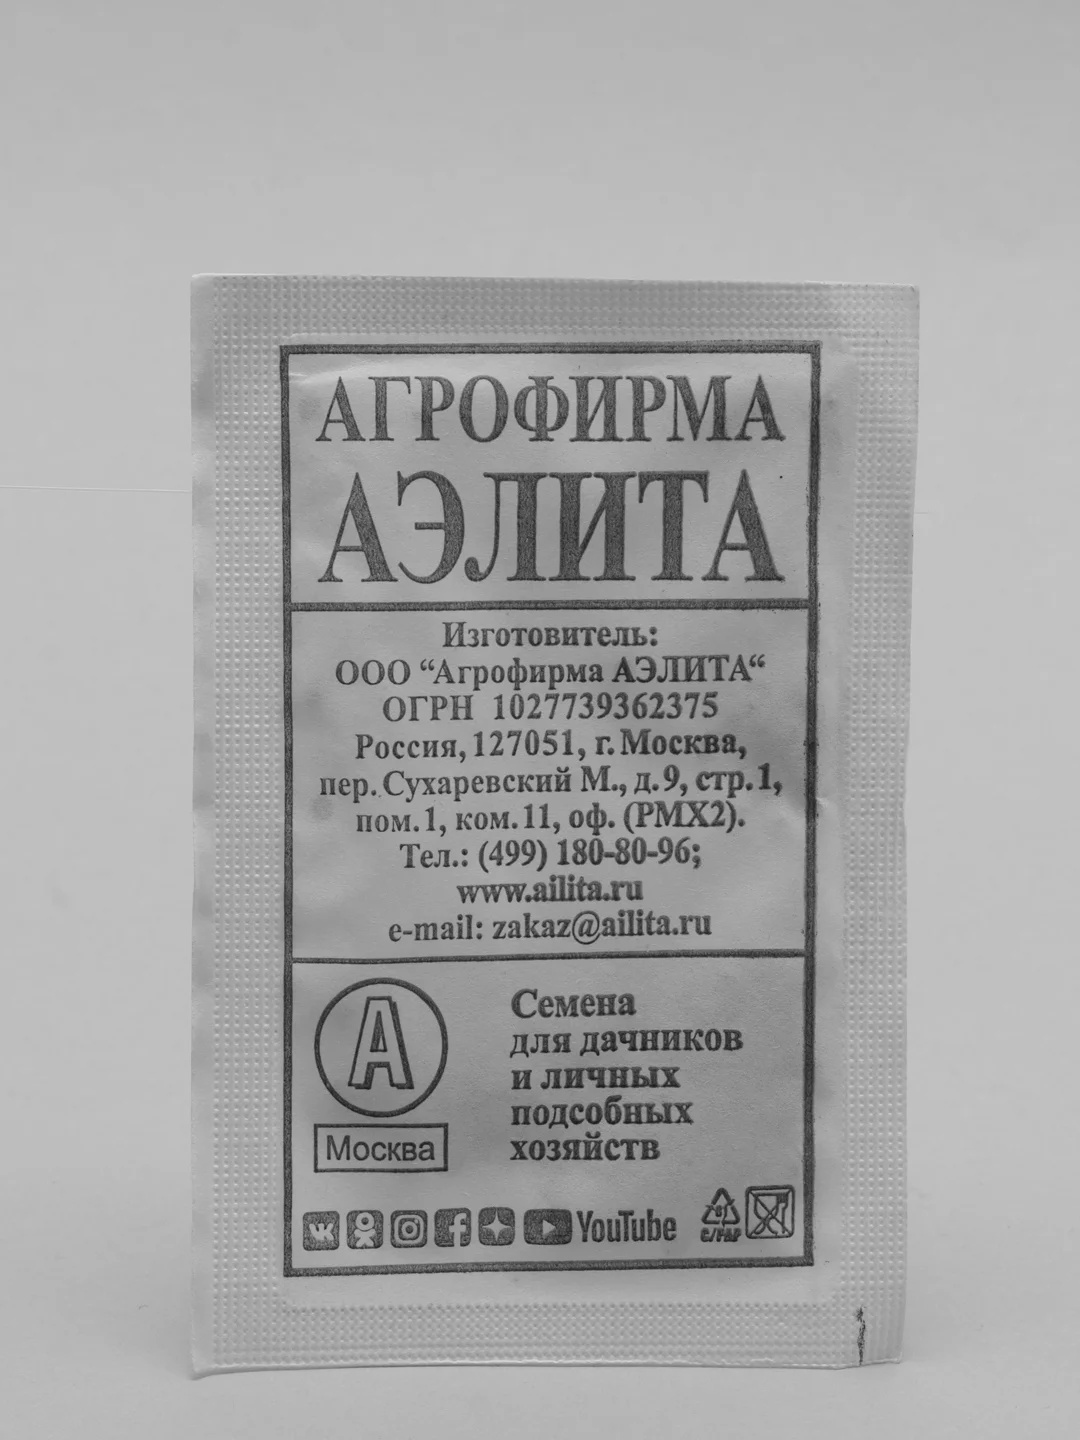 АГРОФИРМА
АЭЛИТА
Изготовитель:
ООО “Агрофирма АЭЛИТА“
ОГРН 1027739362375
Россия, 127051, г. Москва,
пер. Сухаревский М., д. 9, стр. 1,
пом. 1, ком. 11, оф. (РМХ2).
Тел.: (499) 180-80-96;
www.ailita.ru
e-mail: zakaz@ailita.ru
А
Москва
Семена
для дачников
и личных
подсобных
хозяйств
YouTube
C/PAP